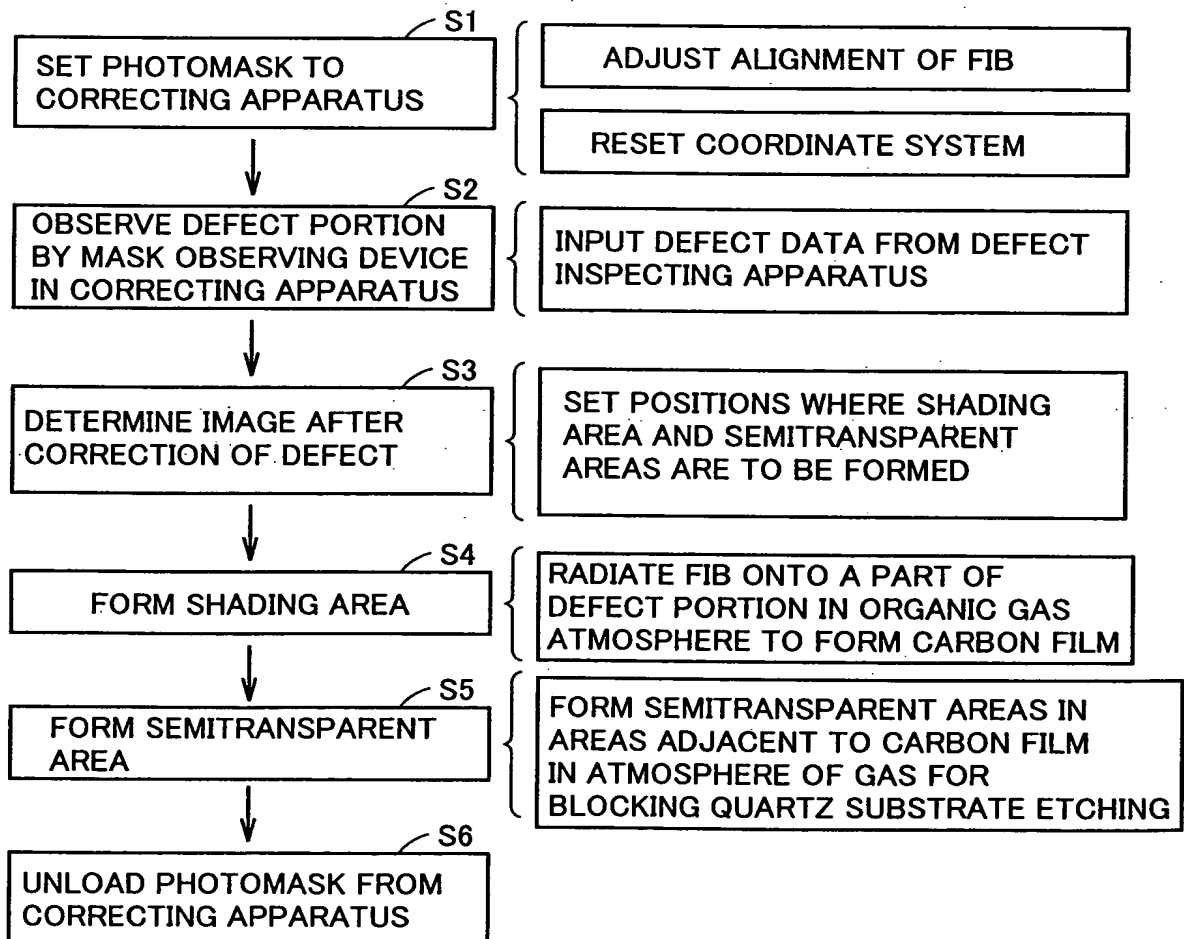 S1
SET PHOTOMASK TO
CORRECTING APPARATUS
ADJUST ALIGNMENT OF FIB
RESET COORDINATE SYSTEM
S2
OBSERVE DEFECT PORTION
BY MASK OBSERVING DEVICE
IN CORRECTING APPARATUS
INPUT DEFECT DATA FROM DEFECT
INSPECTING APPARATUS
S3
DETERMINE IMAGE AFTER
CORRECTION OF DEFECT
SET POSITIONS WHERE SHADING
AREA AND SEMITRANSPARENT
AREAS ARE TO BE FORMED
S4
FORM SHADING AREA
RADIATE FIB ONTO A PART OF
DEFECT PORTION IN ORGANIC GAS
ATMOSPHERE TO FORM CARBON FILM
S5
FORM SEMITRANSPARENT
AREA
FORM SEMITRANSPARENT AREAS IN
AREAS ADJACENT TO CARBON FILM
IN ATMOSPHERE OF GAS FOR
BLOCKING QUARTZ SUBSTRATE ETCHING
S6
UNLOAD PHOTOMASK FROM
CORRECTING APPARATUS